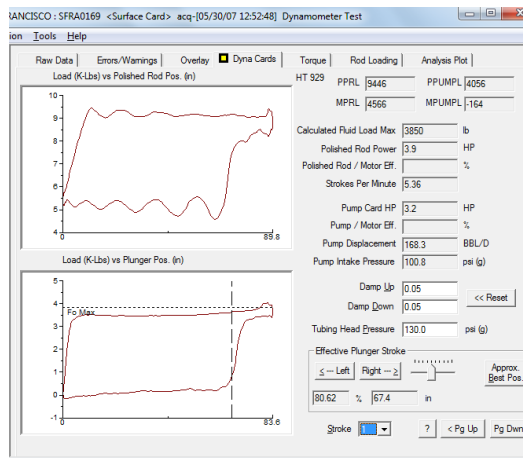 RANCISCO : SFRA0169 <Surface Card> acq-[05/30/07 12:52:48] Dynamometer Test
ion Tools Help
Raw Data Errors/Warnings Overlay Dyna Cards Torque Rod Loading Analysis Plot
Load (K-Lbs) vs Polished Rod Pos. (in)
10
9
8
7
6
5
4
0 89.8
Load (K-Lbs) vs Plunger Pos. (in)
5
4
Fo Max
3
2
1
0
-1
0 83.6
HT 929 PPRL 9446 PPUMPL 4056
MPRL 4566 MPUMPL -164
Calculated Fluid Load Max 3850 lb
Polished Rod Power 3.9 HP
Polished Rod / Motor Eff. %
Strokes Per Minute 5.36
Pump Card HP 3.2 HP
Pump / Motor Eff. %
Pump Displacement 168.3 BBL/D
Pump Intake Pressure 100.8 psi (g)
Damp Up 0.05
Damp Down 0.05
<< Reset
Tubing Head Pressure 130.0 psi (g)
Effective Plunger Stroke
< -- Left Right -- > Approx. Best Pos.
80.62 % 67.4 in
Stroke 1 ? < Pg Up Pg Dwn